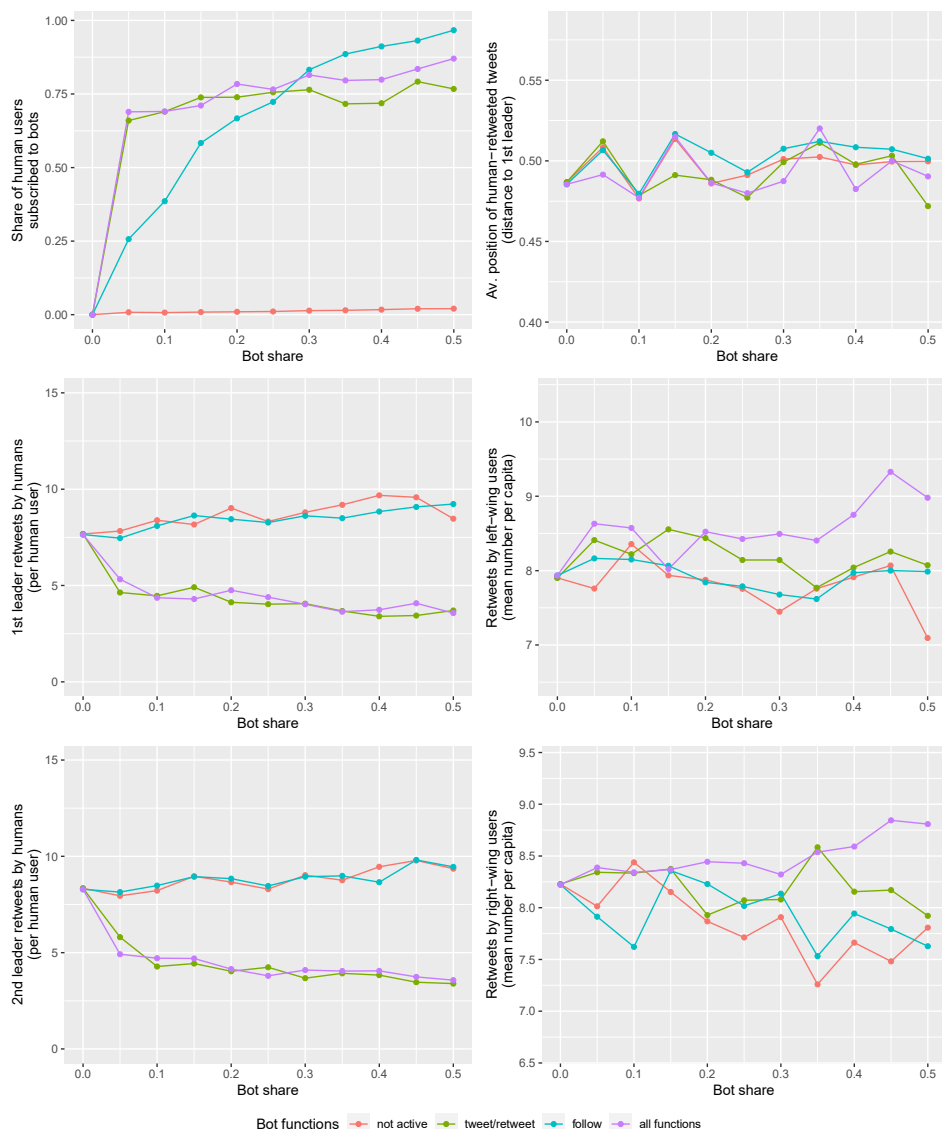 Share of human users
subscribed to bots
1.00
0.75
0.50
0.25
0.00
0.0 0.1 0.2 0.3 0.4 0.5
Bot share
Av. position of human−retweeted tweets
(distance to 1st leader)
0.55
0.50
0.45
0.40
0.0 0.1 0.2 0.3 0.4 0.5
Bot share
1st leader retweets by humans
(per human user)
15
10
5
0
0.0 0.1 0.2 0.3 0.4 0.5
Bot share
Retweets by left−wing users
(mean number per capita)
10
9
8
7
0.0 0.1 0.2 0.3 0.4 0.5
Bot share
2nd leader retweets by humans
(per human user)
15
10
5
0
0.0 0.1 0.2 0.3 0.4 0.5
Bot share
Retweets by right−wing users
(mean number per capita)
9.5
9.0
8.5
8.0
7.5
7.0
6.5
0.0 0.1 0.2 0.3 0.4 0.5
Bot share
Bot functions not active tweet/retweet follow all functions